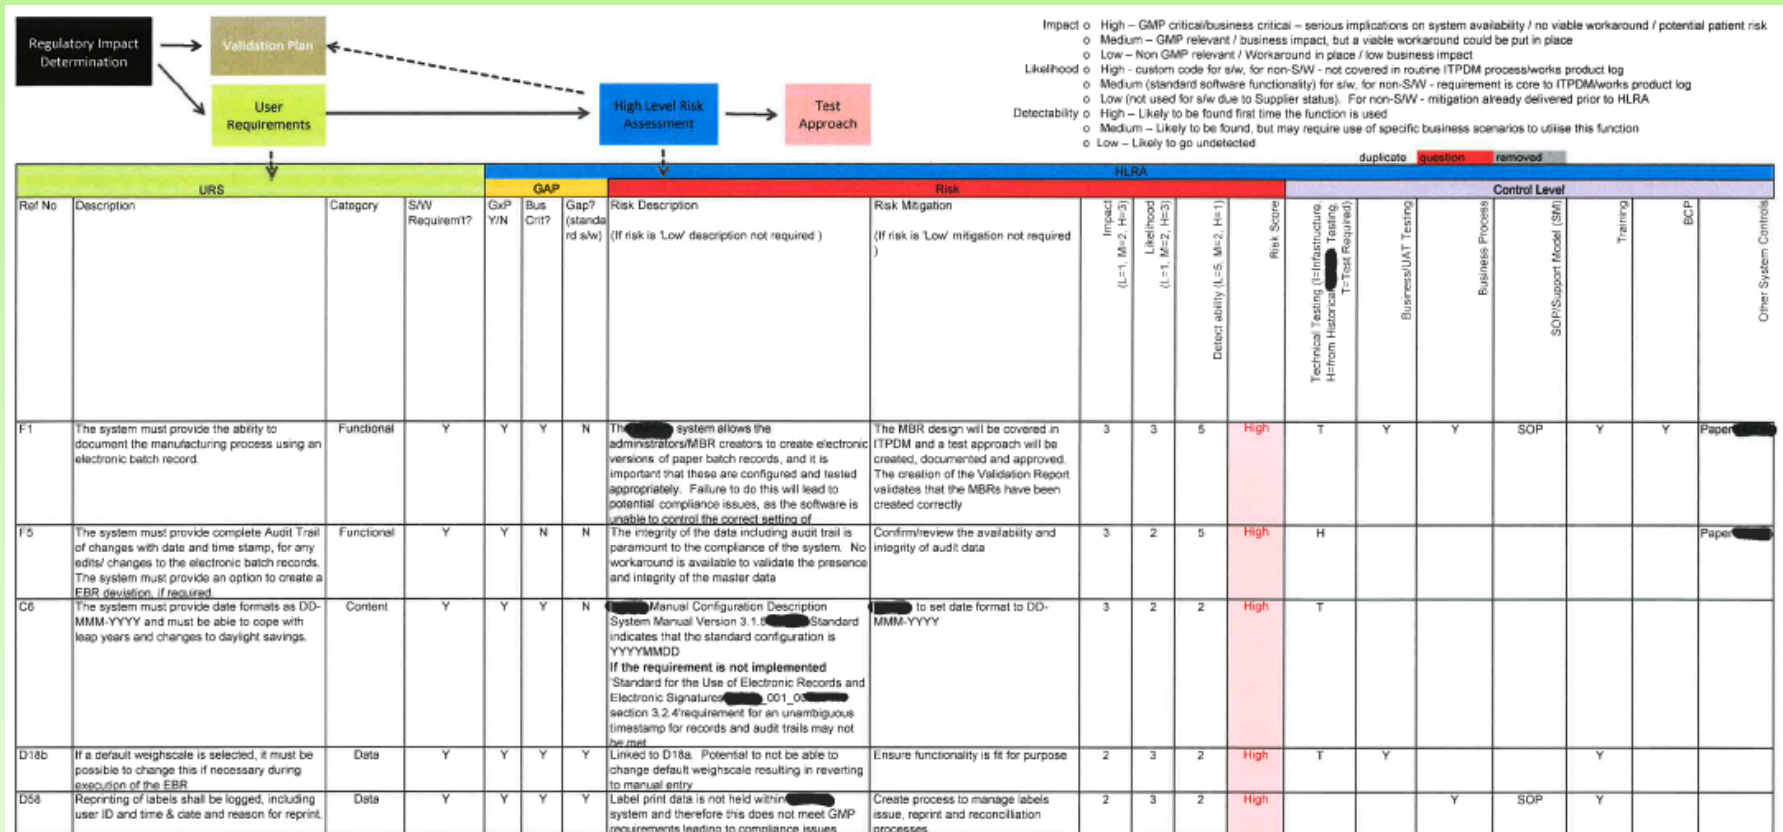 Regulatory Impact
Determination
Validation Plan
User
Requirements
High Level Risk
Assessment
Test
Approach
Impact o High – GMP critical/business critical – serious implications on system availability / no viable workaround / potential patient risk
o Medium – GMP relevant / business impact, but a viable workaround could be put in place
o Low – Non GMP relevant / Workaround in place / low business impact
Likelihood o High - custom code for s/w, for non-S/W - not covered in routine ITPDM process/works product log
o Medium (standard software functionality) for s/w, for non-S/W - requirement is core to ITPDM/works product log
o Low (not used for s/w due to Supplier status). For non-S/W - mitigation already delivered prior to HLRA
Detectability o High – Likely to be found first time the function is used
o Medium – Likely to be found, but may require use of specific business scenarios to utilise this function
o Low – Likely to go undetected
duplicate question removed
HLRA
URS GAP Risk Control Level
Ref No
Description
Category
S/W
Requirem't?
GxP
Y/N
Bus
Crit?
Gap?
(standa
rd s/w)
Risk Description
(If risk is 'Low' description not required )
Risk Mitigation
(If risk is 'Low' mitigation not required
)
Impact
(L=1, M=2, H=3)
Likelihood
(L=1, M=2, H=3)
Detect ability (L=5, M=2, H=1)
Risk Score
Technical Testing (I=Infastructure.
H=from Historical Testing.
T=Test Required)
Business/UAT Testing
Business Process
SOP/Support Model (SM)
Training
BCP
Other System Controls
F1
The system must provide the ability to
document the manufacturing process using an
electronic batch record.
Functional
Y
Y
Y
N
The system allows the
administrators/MBR creators to create electronic
versions of paper batch records, and it is
important that these are configured and tested
appropriately. Failure to do this will lead to
potential compliance issues, as the software is
unable to control the correct setting of
The MBR design will be covered in
ITPDM and a test approach will be
created, documented and approved.
The creation of the Validation Report
validates that the MBRs have been
created correctly
3
3
5
High
T
Y
Y
SOP
Y
Y
Paper
F5
The system must provide complete Audit Trail
of changes with date and time stamp, for any
edits/ changes to the electronic batch records.
The system must provide an option to create a
EBR deviation, if required.
Functional
Y
Y
N
N
The integrity of the data including audit trail is
paramount to the compliance of the system. No
workaround is available to validate the presence
and integrity of the master data
Confirm/review the availability and
integrity of audit data
3
2
5
High
H
Paper
C6
The system must provide date formats as DD-
MMM-YYYY and must be able to cope with
leap years and changes to daylight savings.
Content
Y
Y
Y
N
Manual Configuration Description
System Manual Version 3.1. Standard
indicates that the standard configuration is
YYYYMMDD
If the requirement is not implemented
'Standard for the Use of Electronic Records and
Electronic Signatures _001_00
section 3.2.4'requirement for an unambiguous
timestamp for records and audit trails may not
be met
to set date format to DD-
MMM-YYYY
3
2
2
High
T
D18b
If a default weighscale is selected, it must be
possible to change this if necessary during
execution of the EBR
Data
Y
Y
Y
Y
Linked to D18a. Potential to not be able to
change default weighscale resulting in reverting
to manual entry
Ensure functionality is fit for purpose
2
3
2
High
T
Y
Y
D58
Reprinting of labels shall be logged, including
user ID and time & date and reason for reprint.
Data
Y
Y
Y
Y
Label print data is not held within
system and therefore this does not meet GMP
requirements leading to compliance issues
Create process to manage labels
issue, reprint and reconciliation
processes
2
3
2
High
Y
SOP
Y